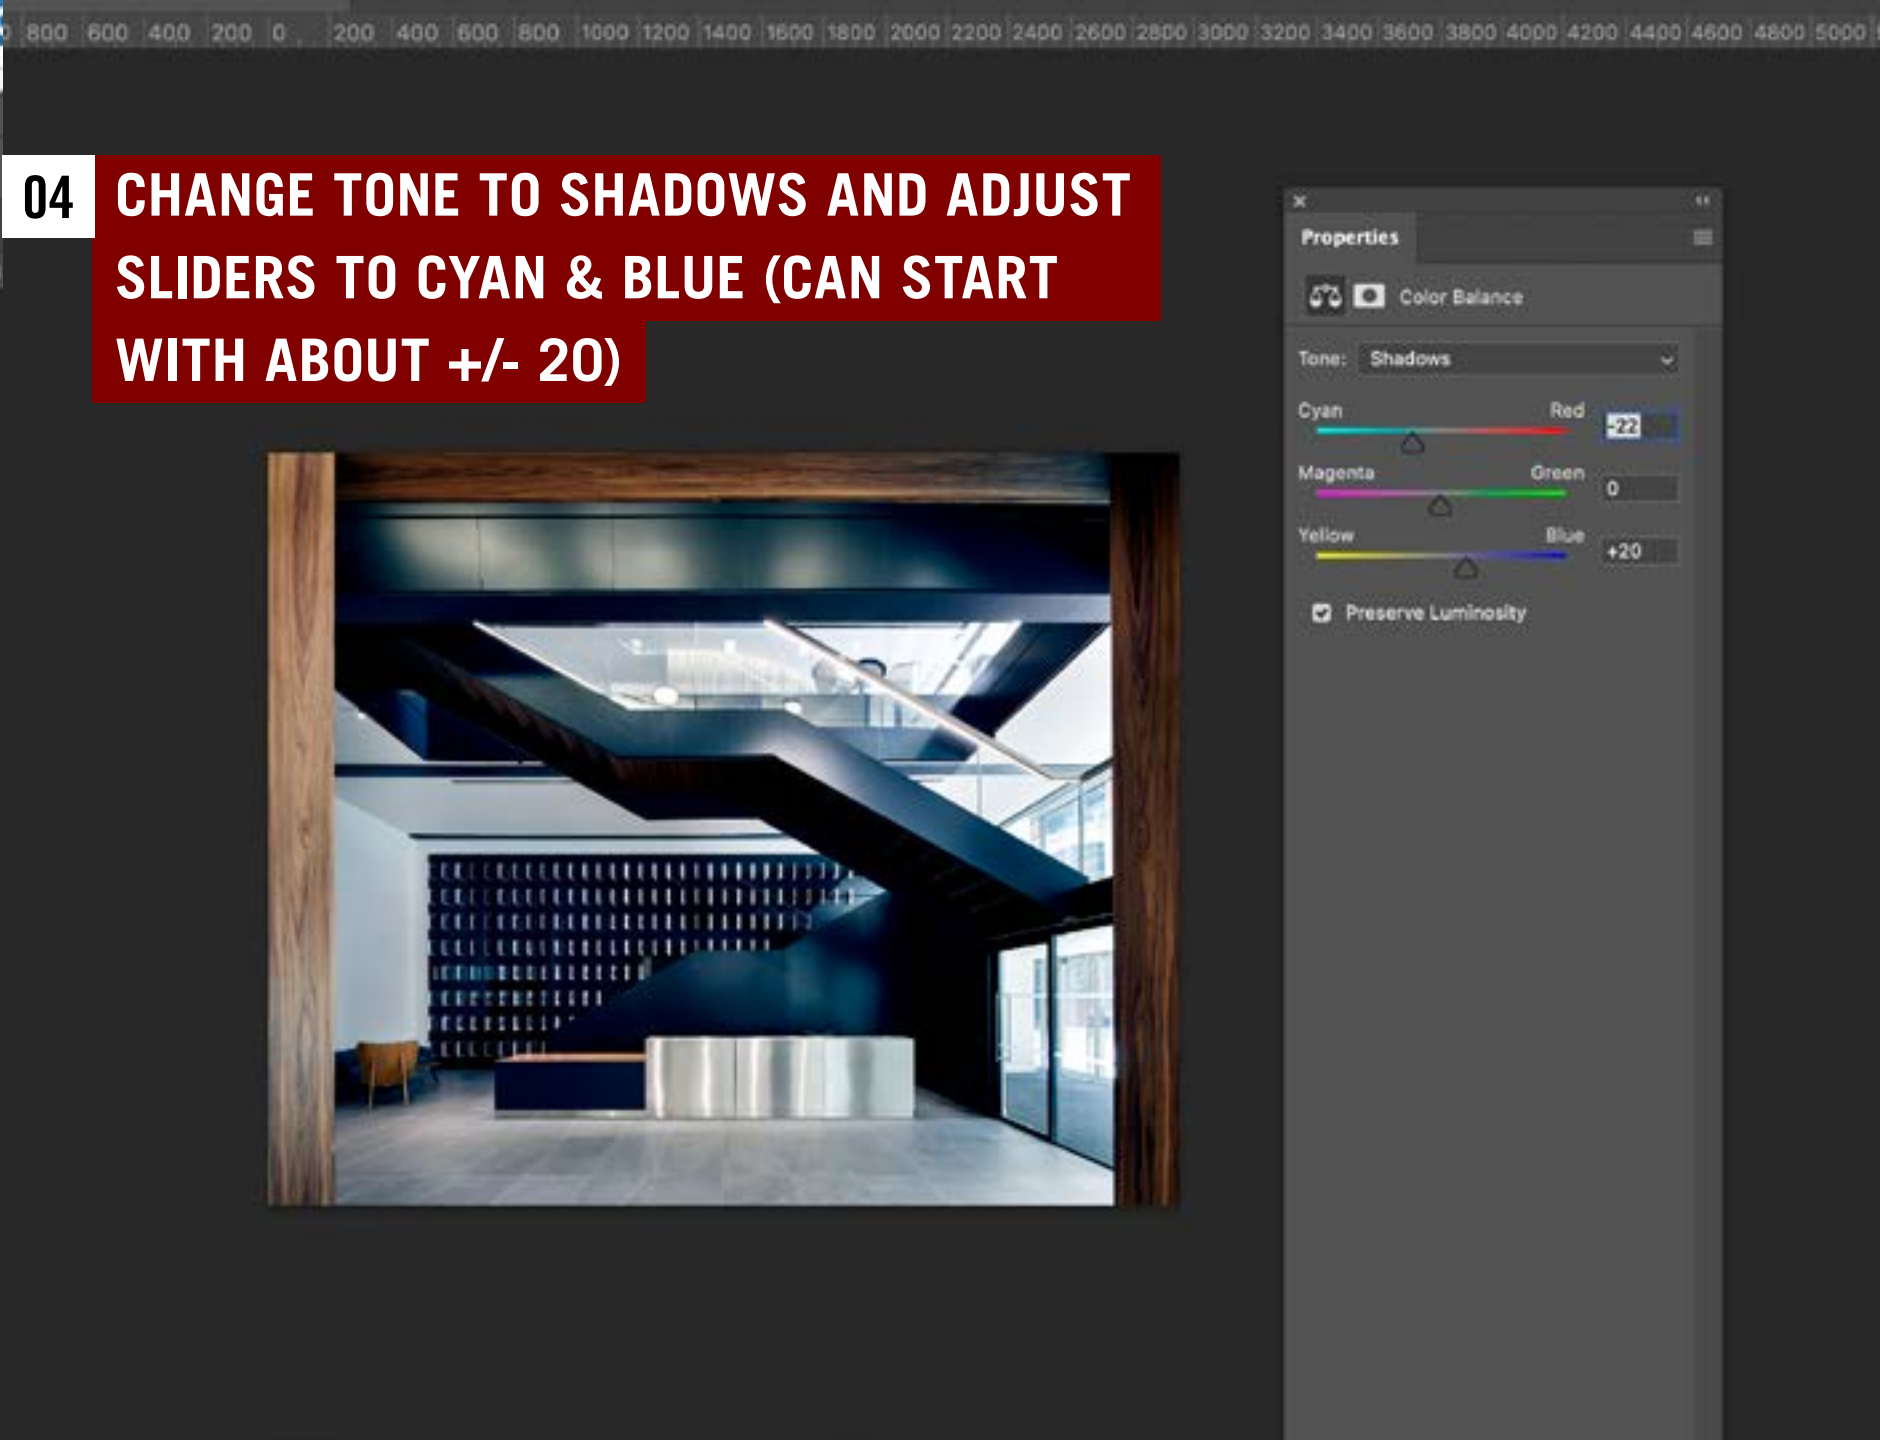 800 600 400 200 0 200 400 600 800 1000 1200 1400 1600 1800 2000 2200 2400 2600 2800 3000 3200 3400 3600 3800 4000 4200 4400 4600 4800 5000
04 CHANGE TONE TO SHADOWS AND ADJUST
SLIDERS TO CYAN & BLUE (CAN START
WITH ABOUT +/- 20)
Properties
Color Balance
Tone: Shadows
Cyan Red -22
Magenta Green 0
Yellow Blue +20
Preserve Luminosity